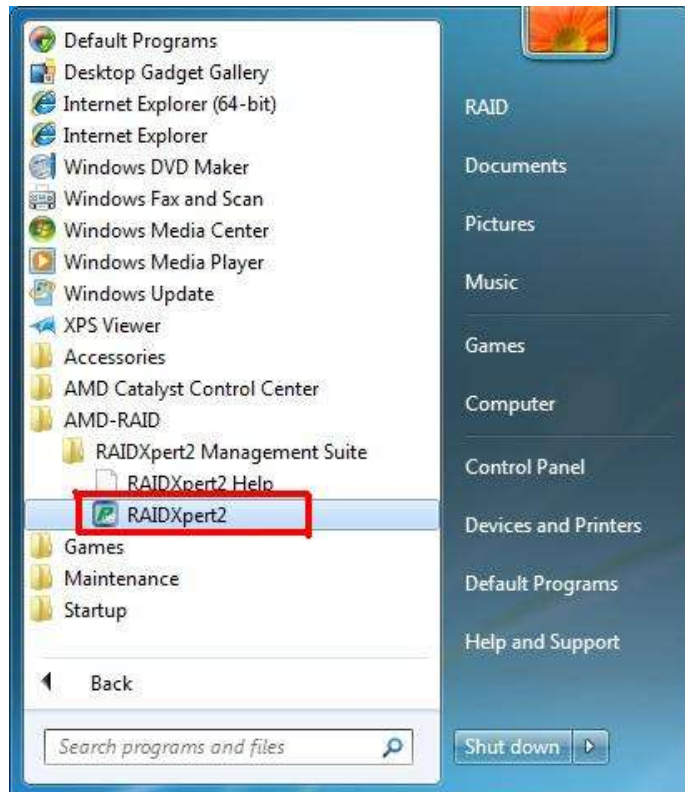 Default Programs
Desktop Gadget Gallery
Internet Explorer (64-bit)
Internet Explorer
Windows DVD Maker
Windows Fax and Scan
Windows Media Center
Windows Media Player
Windows Update
XPS Viewer
Accessories
AMD Catalyst Control Center
AMD-RAID
RAIDXpert2 Management Suite
RAIDXpert2 Help
RAIDXpert2
Games
Maintenance
Startup
Back
Search programs and files
RAID
Documents
Pictures
Music
Games
Computer
Control Panel
Devices and Printers
Default Programs
Help and Support
Shut down